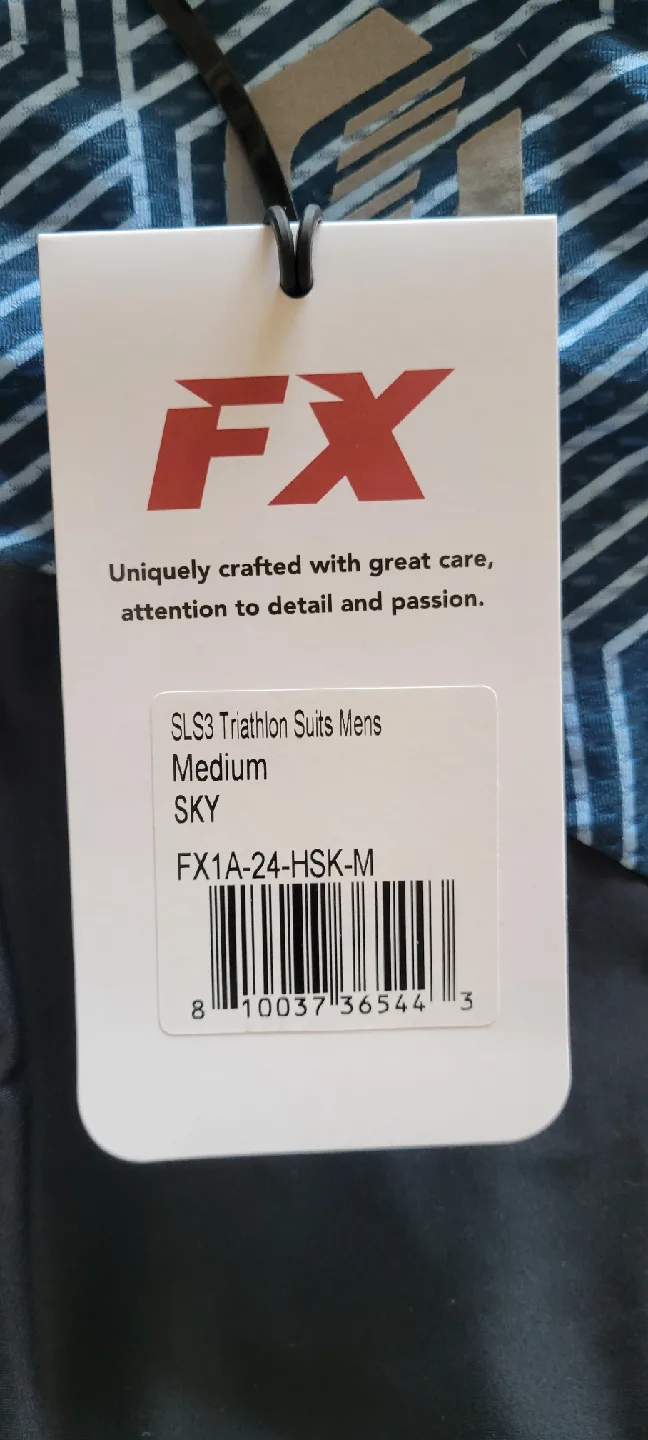 FX
Uniquely crafted with great care,
attention to detail and passion.
SLS3 Triathlon Suits Mens
Medium
SKY
FX1A-24-HSK-M
8 10037 36544 3